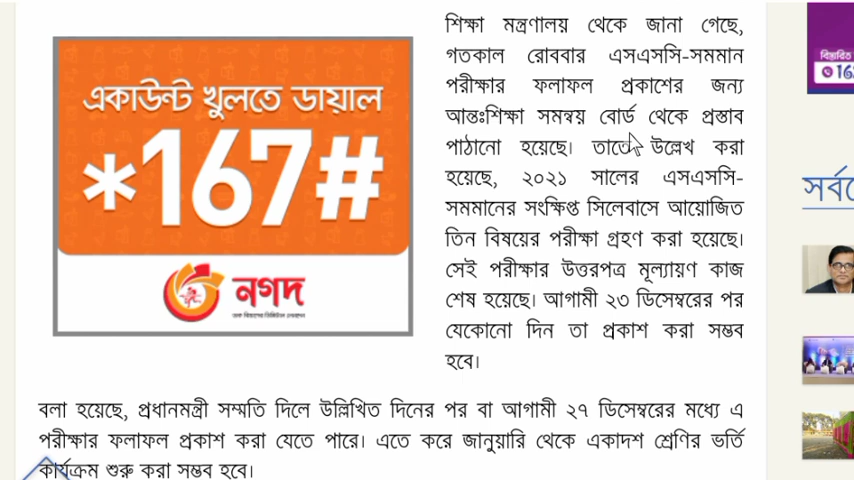 শিক্ষা মন্ত্রণালয় থেকে জানা গেছে,
গতকাল রোববার এসএসসি-সমমান
পরীক্ষার ফলাফল প্রকাশের জন্য
আন্তঃশিক্ষা সমন্বয় বোর্ড থেকে প্রস্তাব
পাঠানো হয়েছে। তাতে উল্লেখ করা
হয়েছে, ২০২১ সালের এসএসসি-
সমমানের সংক্ষিপ্ত সিলেবাসে আয়োজিত
তিন বিষয়ের পরীক্ষা গ্রহণ করা হয়েছে।
সেই পরীক্ষার উত্তরপত্র মূল্যায়ণ কাজ
শেষ হয়েছে। আগামী ২৩ ডিসেম্বরের পর
যেকোনো দিন তা প্রকাশ করা সম্ভব
হবে।
একাউন্ট খুলতে ডায়াল
*167#
নগদ
ডাক বিভাগের ডিজিটাল লেনদেন
বলা হয়েছে, প্রধানমন্ত্রী সম্মতি দিলে উল্লিখিত দিনের পর বা আগামী ২৭ ডিসেম্বরের মধ্যে এ
পরীক্ষার ফলাফল প্রকাশ করা যেতে পারে। এতে করে জানুয়ারি থেকে একাদশ শ্রেণির ভর্তি
কার্যক্রম শুরু করা সম্ভব হবে।
বিস্তারিত